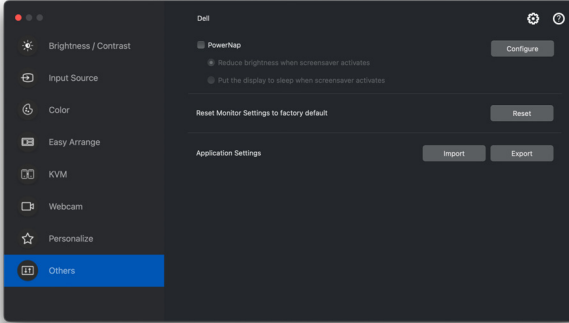 Dell
Brightness / Contrast
Input Source
Color
Easy Arrange
KVM
Webcam
Personalize
Others
PowerNap
Configure
Reduce brightness when screensaver activates
Put the display to sleep when screensaver activates
Reset Monitor Settings to factory default
Reset
Application Settings
Import
Export